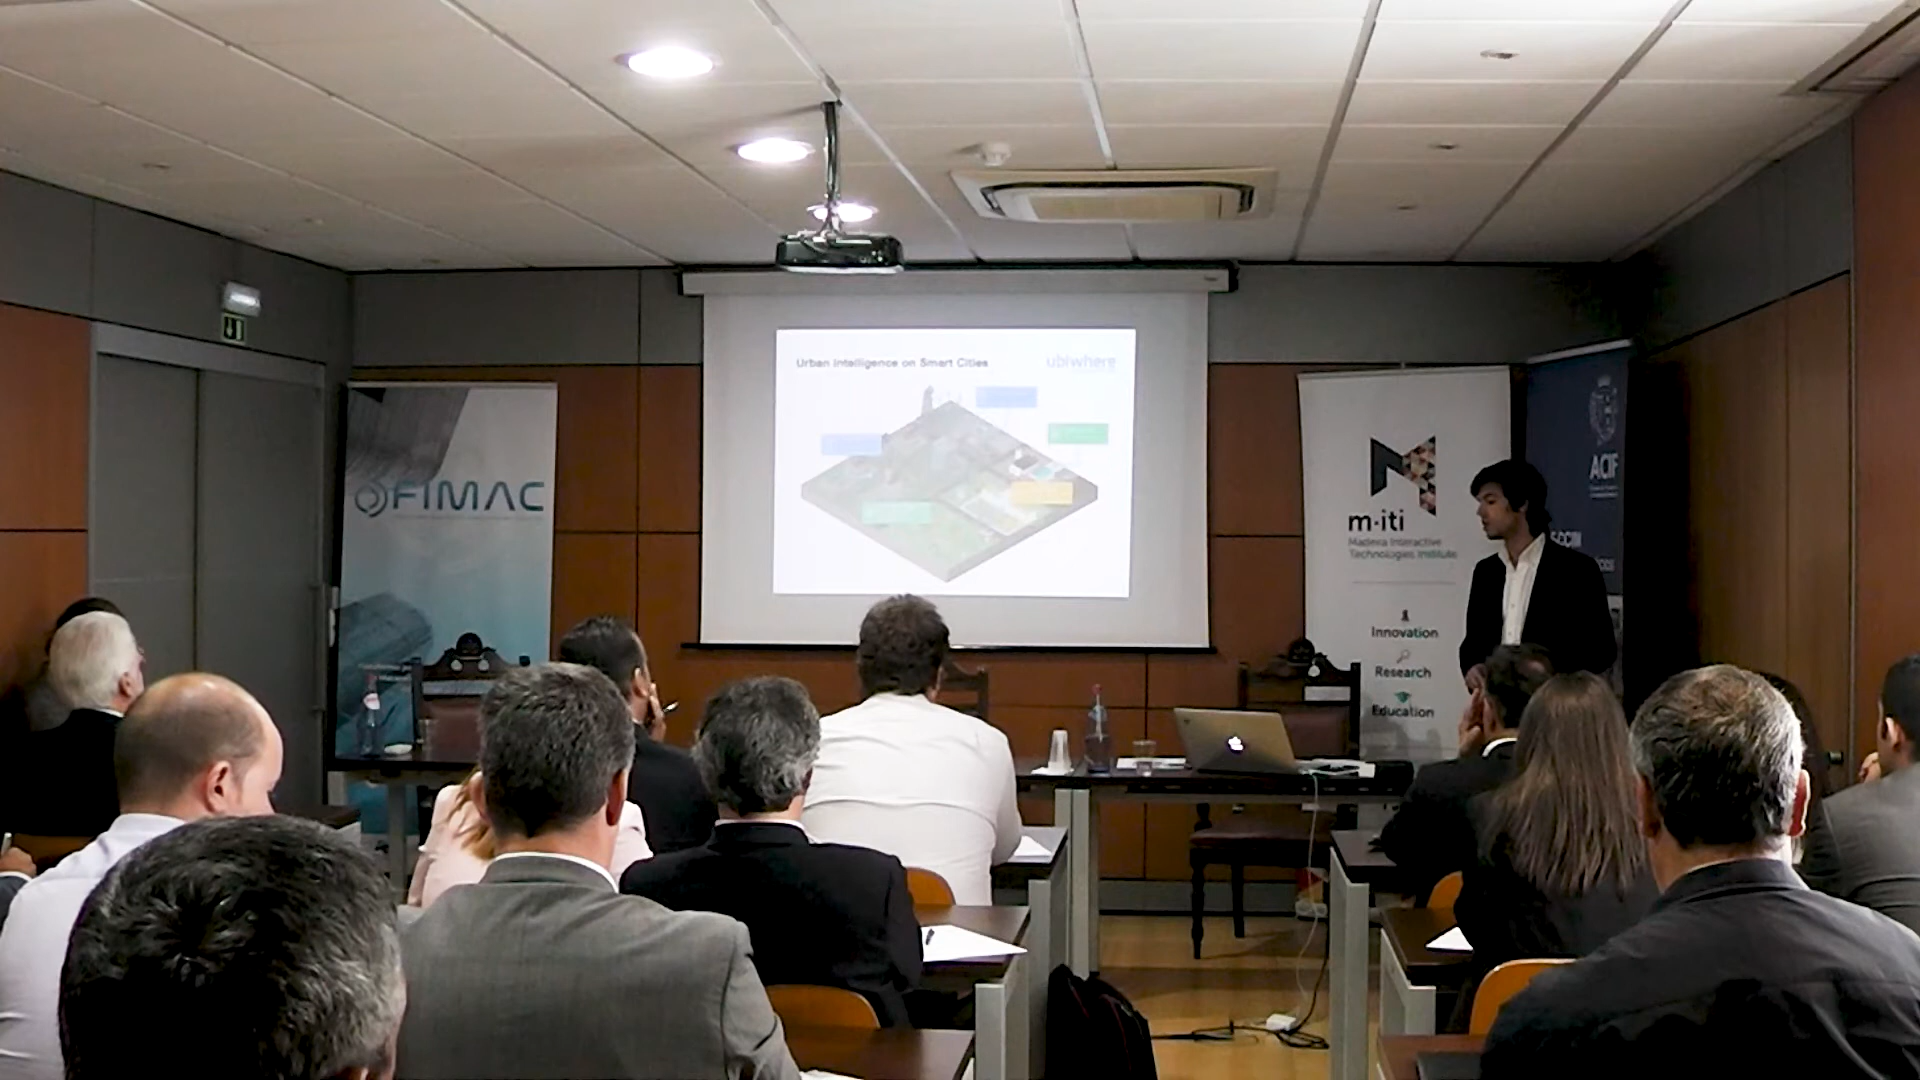 Urban Intelligence on Smart Cities
ubiwhere
FIMAC
m·iti
Madeira Interactive
Technologies Institute
Innovation
Research
Education
ACIF